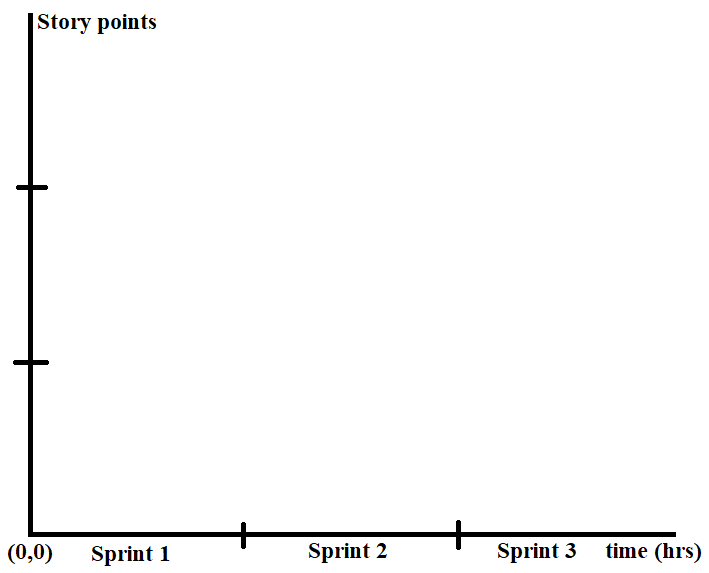 Story points
(0,0)
Sprint 1
Sprint 2
Sprint 3
time (hrs)